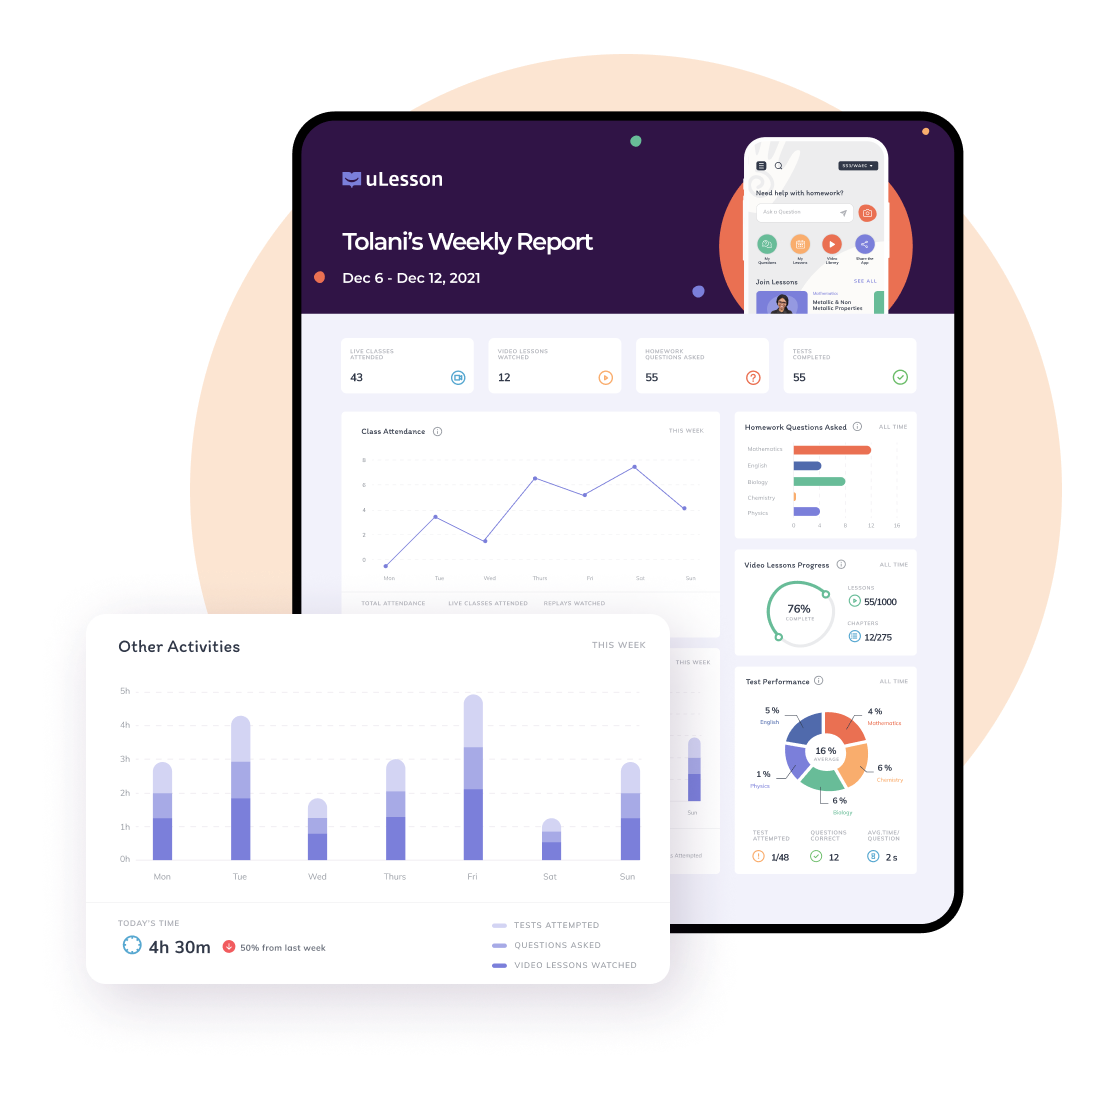 uLesson
Tolani's Weekly Report
Dec 6 - Dec 12, 2021
SS3/WAEC
Need help with homework?
Ask a Question
My
Questions
My
Lessons
Video
Library
Share the
App
Join Lessons
SEE ALL
Mathematics
Metallic & Non
Metallic Properties
LIVE CLASSES
ATTENDED
43
VIDEO LESSONS
WATCHED
12
HOMEWORK
QUESTIONS ASKED
55
TESTS
COMPLETED
55
Class Attendance
THIS WEEK
8
6
4
2
0
Mon
Tue
Wed
Thurs
Fri
Sat
Sun
TOTAL ATTENDANCE
LIVE CLASSES ATTENDED
REPLAYS WATCHED
Homework Questions Asked
ALL TIME
Mathematics
English
Biology
Chemstry
Physics
0
4
8
12
16
Video Lessons Progress
ALL TIME
76%
COMPLETE
LESSONS
55/1000
CHAPTERS
12/275
THIS WEEK
Sun
s Attempted
Test Performance
ALL TIME
5 %
English
4 %
Mathematics
16 %
AVERAGE
1 %
Physics
6 %
Chemistry
6 %
Biology
TEST
ATTEMPTED
1/48
QUESTIONS
CORRECT
12
AVG.TIME/
QUESTION
2 s
Other Activities
THIS WEEK
5h
4h
3h
2h
1h
0h
Mon
Tue
Wed
Thurs
Fri
Sat
Sun
TODAY'S TIME
4h 30m
50% from last week
TESTS ATTEMPTED
QUESTIONS ASKED
VIDEO LESSONS WATCHED